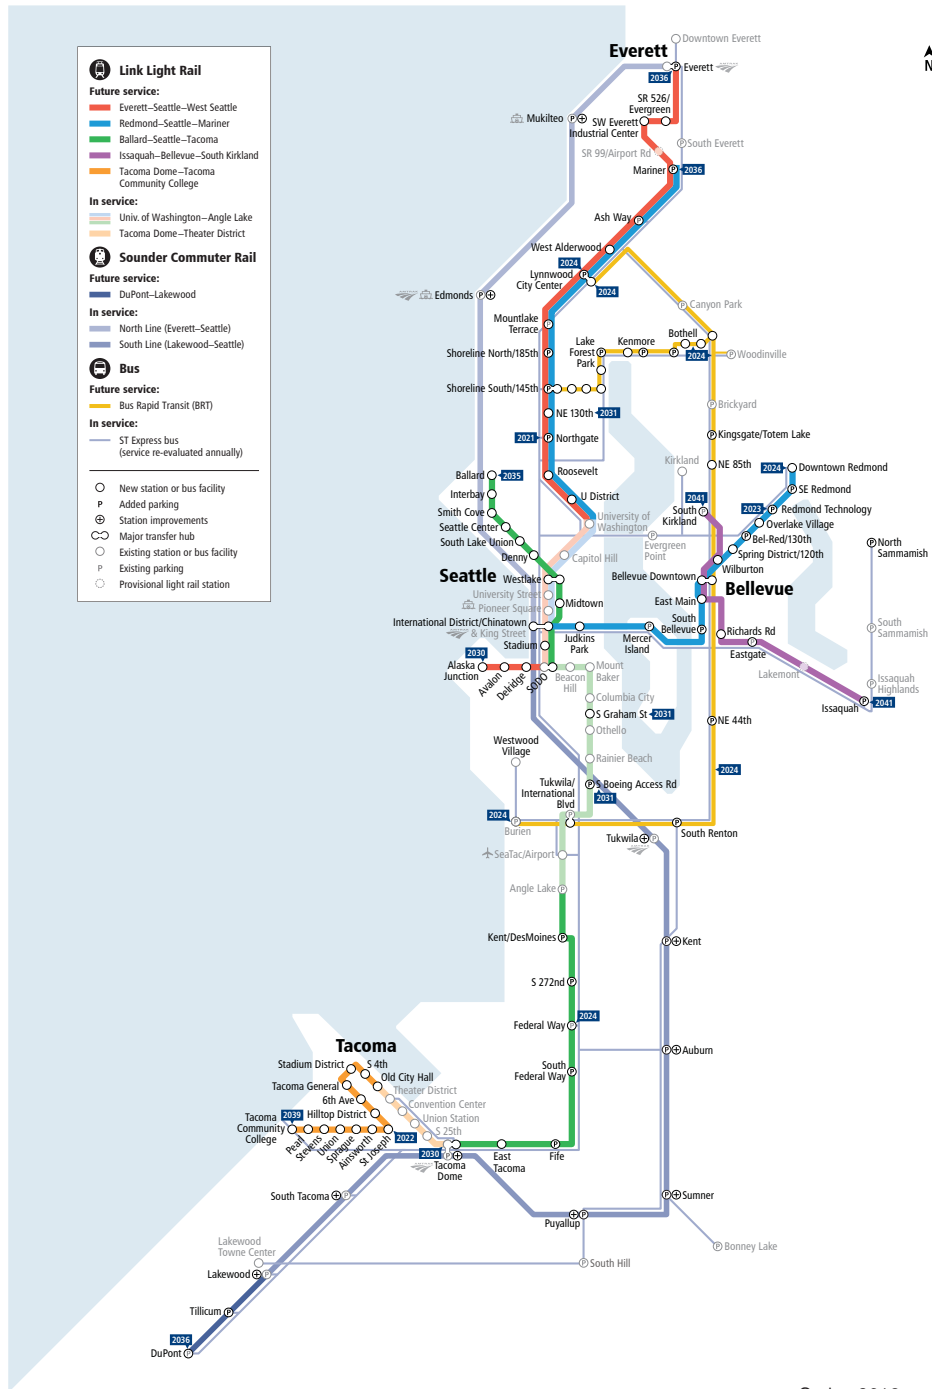 Link Light Rail
Future service:
Everett–Seattle–West Seattle
Redmond–Seattle–Mariner
Ballard–Seattle–Tacoma
Issaquah–Bellevue–South Kirkland
Tacoma Dome–Tacoma
Community College
In service:
Univ. of Washington–Angle Lake
Tacoma Dome–Theater District
Sounder Commuter Rail
Future service:
DuPont–Lakewood
In service:
North Line (Everett–Seattle)
South Line (Lakewood–Seattle)
Bus
Future service:
Bus Rapid Transit (BRT)
In service:
ST Express bus
(service re-evaluated annually)
New station or bus facility
P
Added parking
Station improvements
Major transfer hub
Existing station or bus facility
P
Existing parking
Provisional light rail station
N
Downtown Everett
Everett
Everett
2036
SR 526/
Evergreen
Mukilteo
SW Everett
Industrial Center
South Everett
SR 99/Airport Rd
Mariner
2036
Ash Way
West Alderwood
2024
Lynnwood
City Center
2024
Edmonds
Canyon Park
Mountlake
Terrace
Bothell
Lake
Forest
Park
Kenmore
Shoreline North/185th
2024
Woodinville
Shoreline South/145th
Brickyard
NE 130th
2031
2021
Northgate
Kingsgate/Totem Lake
Kirkland
NE 85th
2024
Downtown Redmond
Ballard
2035
Roosevelt
SE Redmond
Interbay
U District
2041
South
Kirkland
2023
Redmond Technology
Smith Cove
University of
Washington
Overlake Village
Seattle Center
Bel-Red/130th
North
Sammamish
South Lake Union
Evergreen
Point
Spring District/120th
Denny
Capitol Hill
Wilburton
Seattle
Westlake
Bellevue Downtown
Bellevue
University Street
Midtown
East Main
Pioneer Square
South
Bellevue
International District/Chinatown
& King Street
Judkins
Park
Mercer
Island
Richards Rd
South
Sammamish
Stadium
Eastgate
2030
Alaska
Junction
Avalon
Delridge
SODO
Beacon
Hill
Mount
Baker
Lakemont
Issaquah
Highlands
Columbia City
Issaquah
2041
S Graham St
2031
NE 44th
Othello
Westwood
Village
Rainier Beach
2024
Tukwila/
International
Blvd
S Boeing Access Rd
2031
2024
Burien
South Renton
Tukwila
SeaTac/Airport
Angle Lake
Kent/DesMoines
Kent
S 272nd
Federal Way
2024
Tacoma
Auburn
Stadium District
S 4th
South
Federal Way
Old City Hall
Tacoma General
Theater District
6th Ave
Convention Center
Hilltop District
Union Station
2039
Tacoma
Community
College
S 25th
2022
Pearl
Stevens
Union
Sprague
Ainsworth
St Joseph
2030
Tacoma
Dome
East
Tacoma
Fife
South Tacoma
Sumner
Puyallup
Lakewood
Towne Center
Bonney Lake
South Hill
Lakewood
Tillicum
2036
DuPont